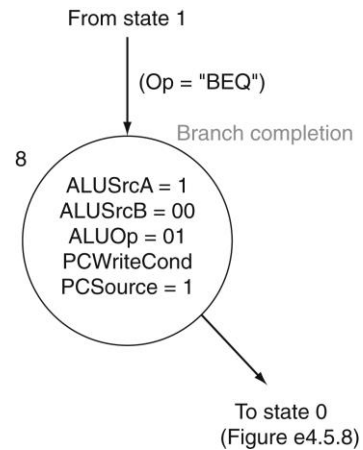 From state 1
(Op = "BEQ")
Branch completion
8
ALUSrcA = 1
ALUSrcB = 00
ALUOp = 01
PCWriteCond
PCSource = 1
To state 0
(Figure e4.5.8)